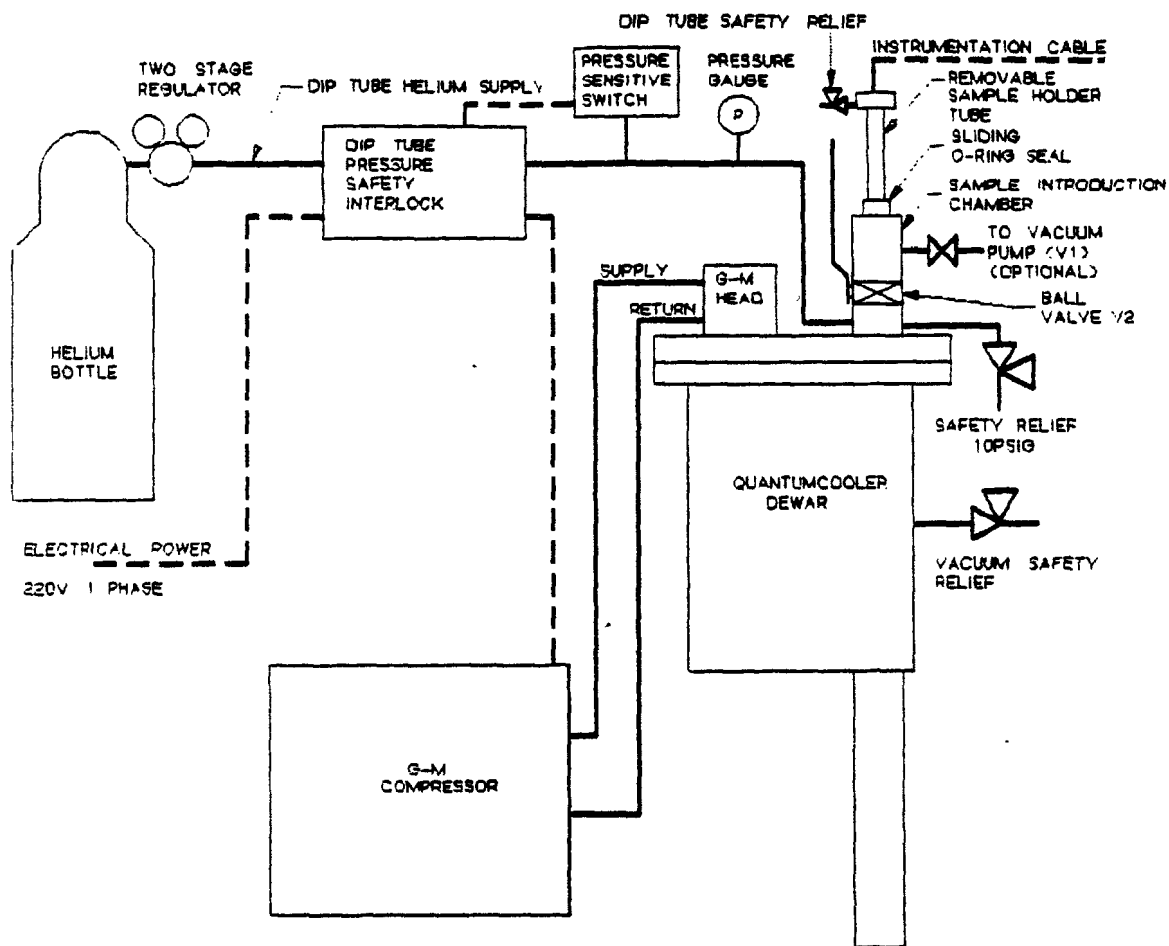 DIP TUBE SAFETY RELIEF
INSTRUMENTATION CABLE
TWO STAGE
REGULATOR
DIP TUBE HELIUM SUPPLY
PRESSURE
SENSITIVE
SWITCH
PRESSURE
GAUGE
P
REMOVABLE
SAMPLE HOLDER
TUBE
SLIDING
O-RING SEAL
DIP TUBE
PRESSURE
SAFETY
INTERLOCK
SAMPLE INTRODUCTION
CHAMBER
TO VACUUM
PUMP (V1)
(OPTIONAL)
SUPPLY
G-M
HEAD
RETURN
BALL
VALVE V2
HELIUM
BOTTLE
SAFETY RELIEF
10PSIG
QUANTUMCOOLER
DEWAR
ELECTRICAL POWER
220V 1 PHASE
VACUUM SAFETY
RELIEF
G-M
COMPRESSOR